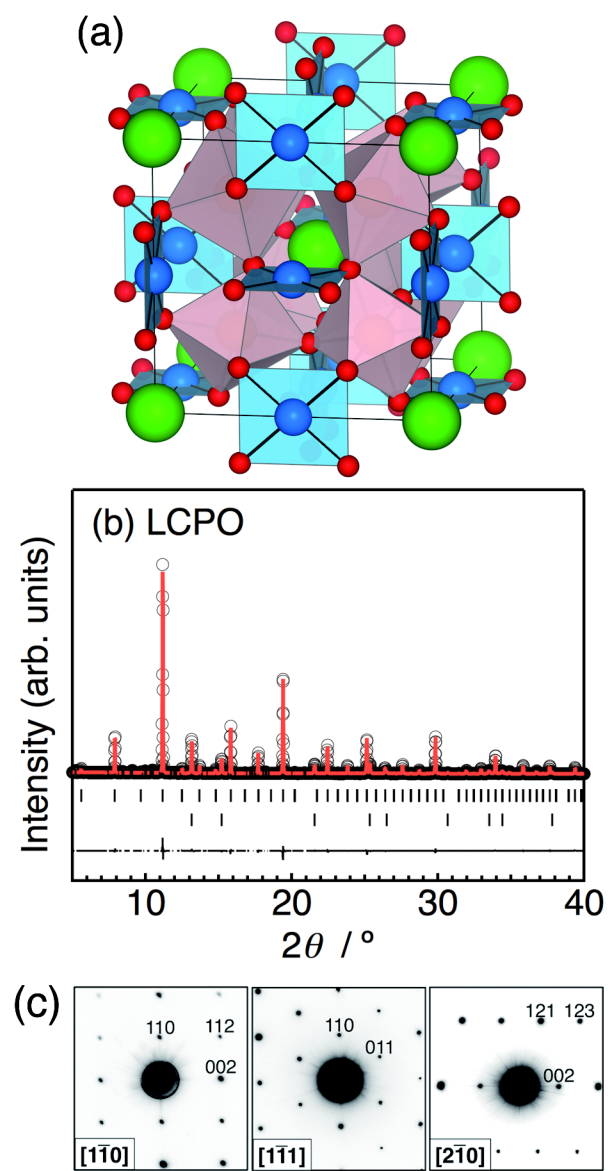 (a)
(b) LCPO
Intensity (arb. units)
10 20 30 40
2θ / º
(c)
110 112
002
[11̄0]
110
011
[11̄1]
121 123
002
[21̄0]